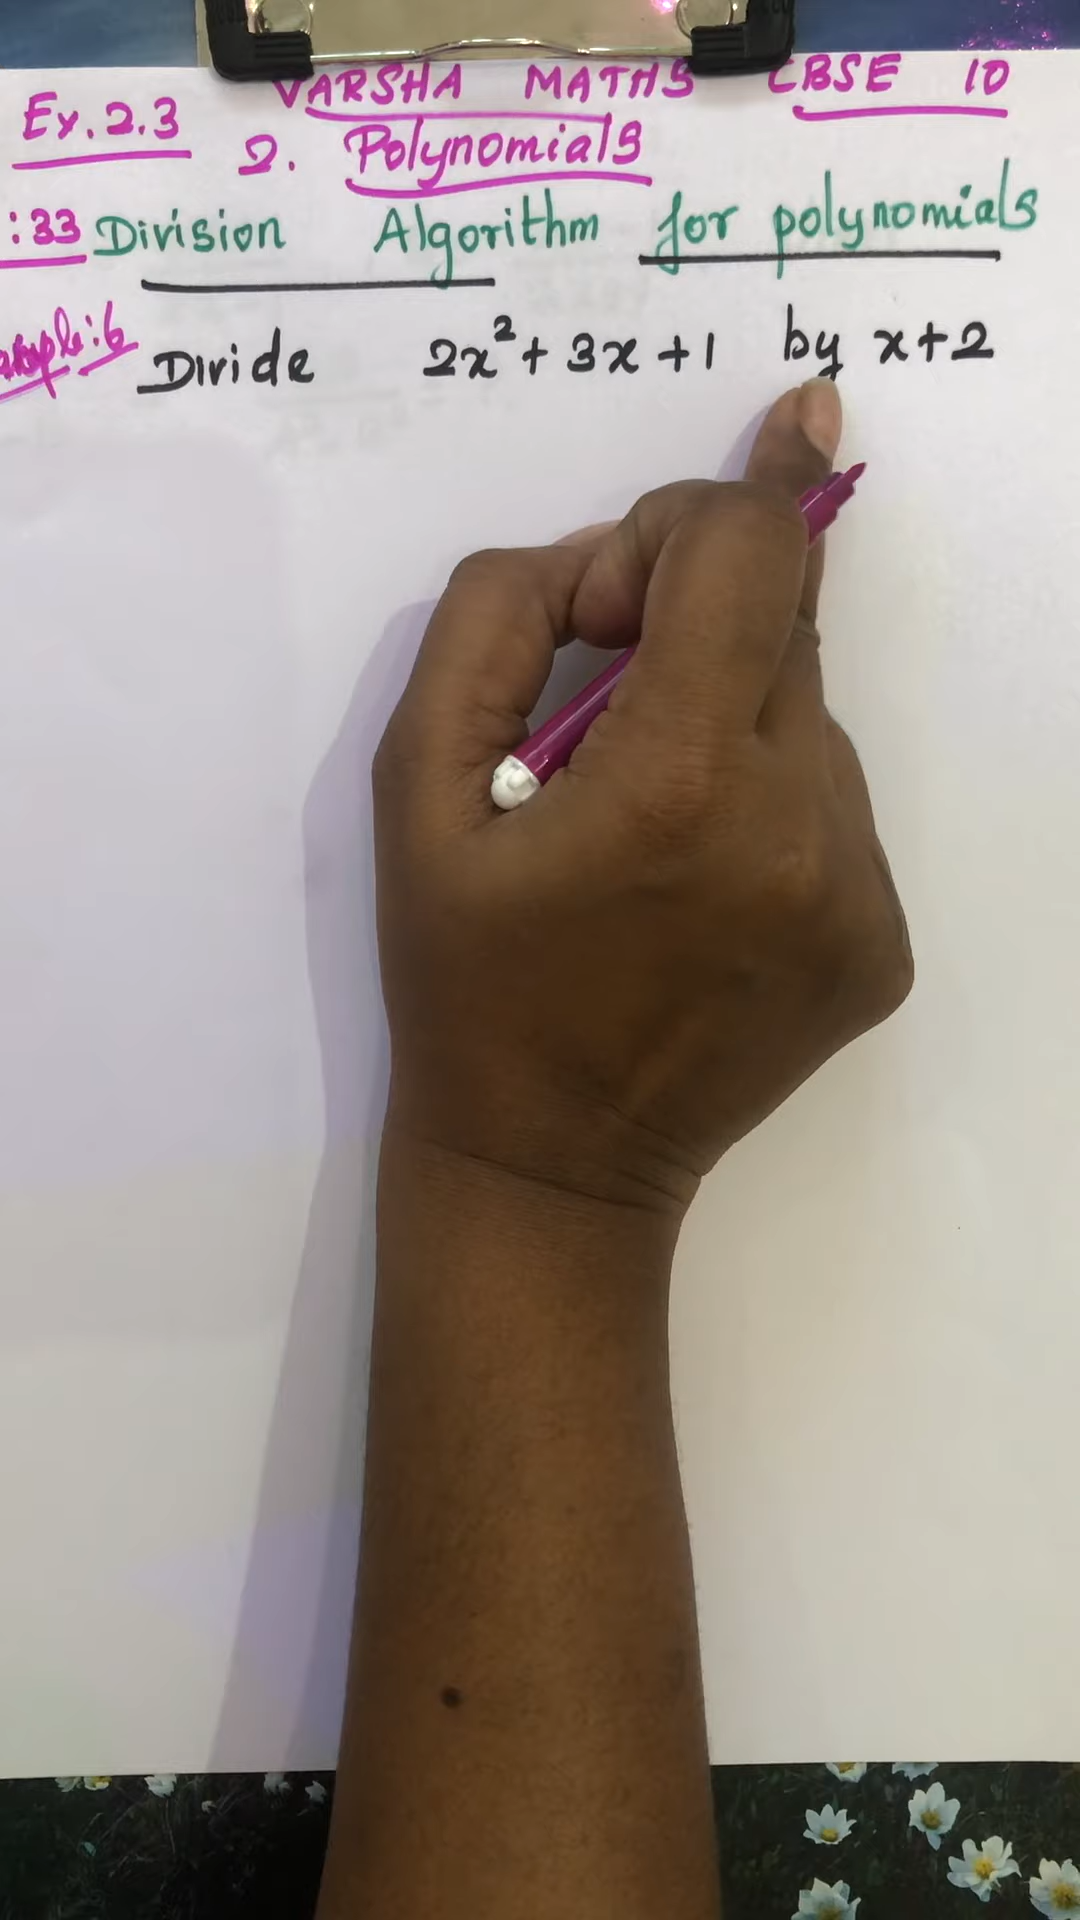 VARSHA MATHS CBSE 10
Ex. 2.3
2. Polynomials
:33 Division Algorithm for polynomials
:6 Divide 2x² + 3x + 1 by x + 2